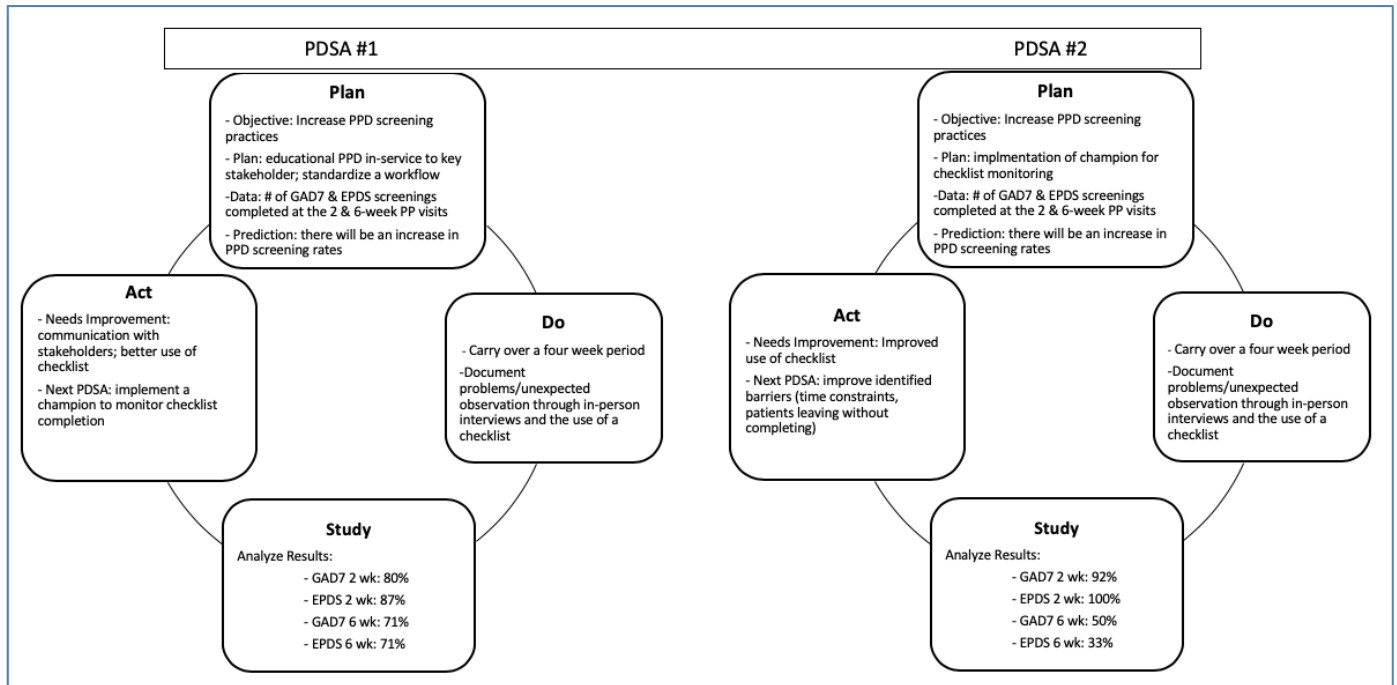 PDSA #1
PDSA #2
Plan
- Objective: Increase PPD screening
practices
- Plan: educational PPD in-service to key
stakeholder; standardize a workflow
-Data: # of GAD7 & EPDS screenings
completed at the 2 & 6-week PP visits
- Prediction: there will be an increase in
PPD screening rates
Do
- Carry over a four week period
-Document
problems/unexpected
observation through in-person
interviews and the use of a
checklist
Study
Analyze Results:
- GAD7 2 wk: 80%
- EPDS 2 wk: 87%
- GAD7 6 wk: 71%
- EPDS 6 wk: 71%
Act
- Needs Improvement:
communication with
stakeholders; better use of
checklist
- Next PDSA: implement a
champion to monitor checklist
completion
Plan
- Objective: Increase PPD screening
practices
- Plan: implmentation of champion for
checklist monitoring
-Data: # of GAD7 & EPDS screenings
completed at the 2 & 6-week PP visits
- Prediction: there will be an increase in
PPD screening rates
Do
- Carry over a four week period
-Document
problems/unexpected
observation through in-person
interviews and the use of a
checklist
Study
Analyze Results:
- GAD7 2 wk: 92%
- EPDS 2 wk: 100%
- GAD7 6 wk: 50%
- EPDS 6 wk: 33%
Act
- Needs Improvement: Improved
use of checklist
- Next PDSA: improve identified
barriers (time constraints,
patients leaving without
completing)